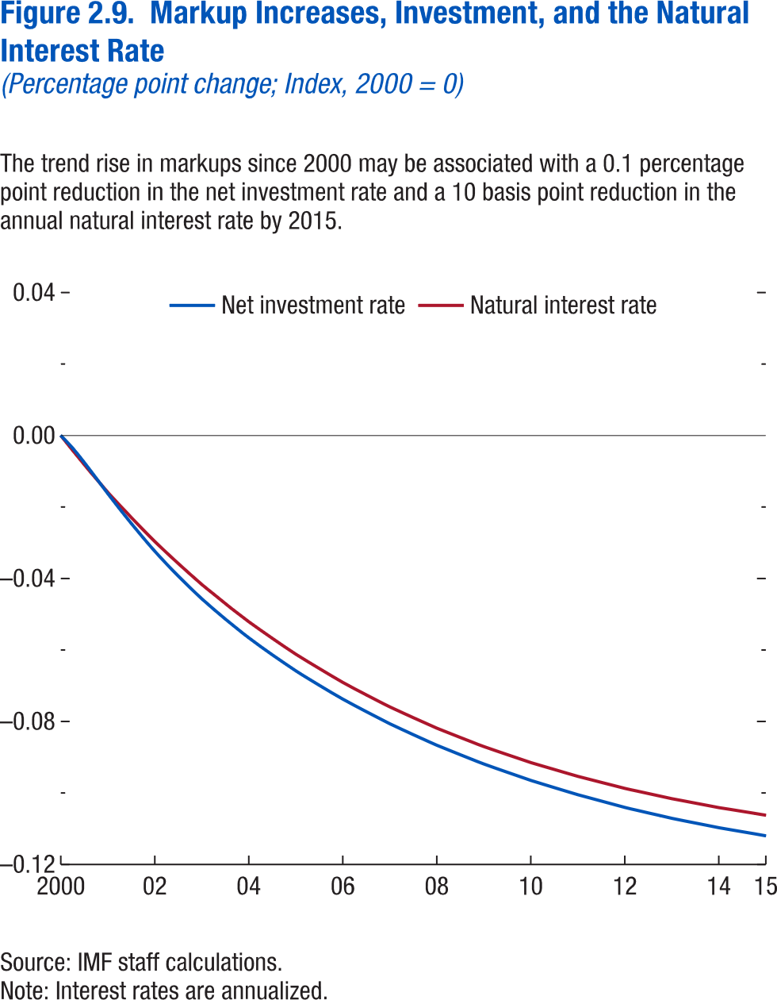 Figure 2.9.  Markup Increases, Investment, and the Natural
Interest Rate
(Percentage point change; Index, 2000 = 0)
The trend rise in markups since 2000 may be associated with a 0.1 percentage
point reduction in the net investment rate and a 10 basis point reduction in the
annual natural interest rate by 2015.
0.04
Net investment rate
Natural interest rate
0.00
–0.04
–0.08
–0.12
2000 02 04 06 08 10 12 14 15
Source: IMF staff calculations.
Note: Interest rates are annualized.